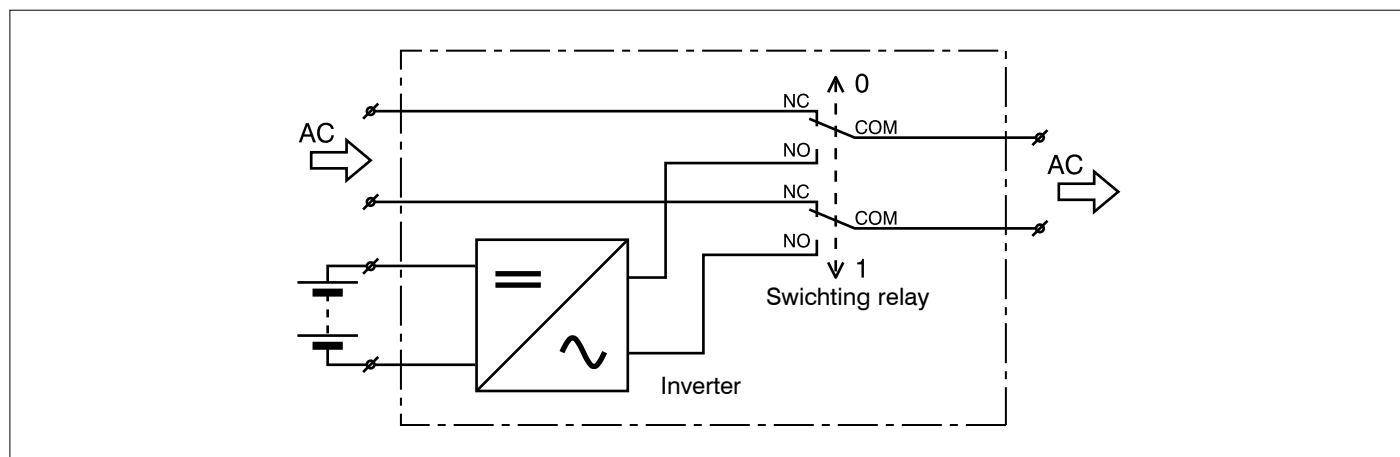 0
NC
AC
COM
NO
AC
NC
COM
NO
1
Swichting relay
Inverter